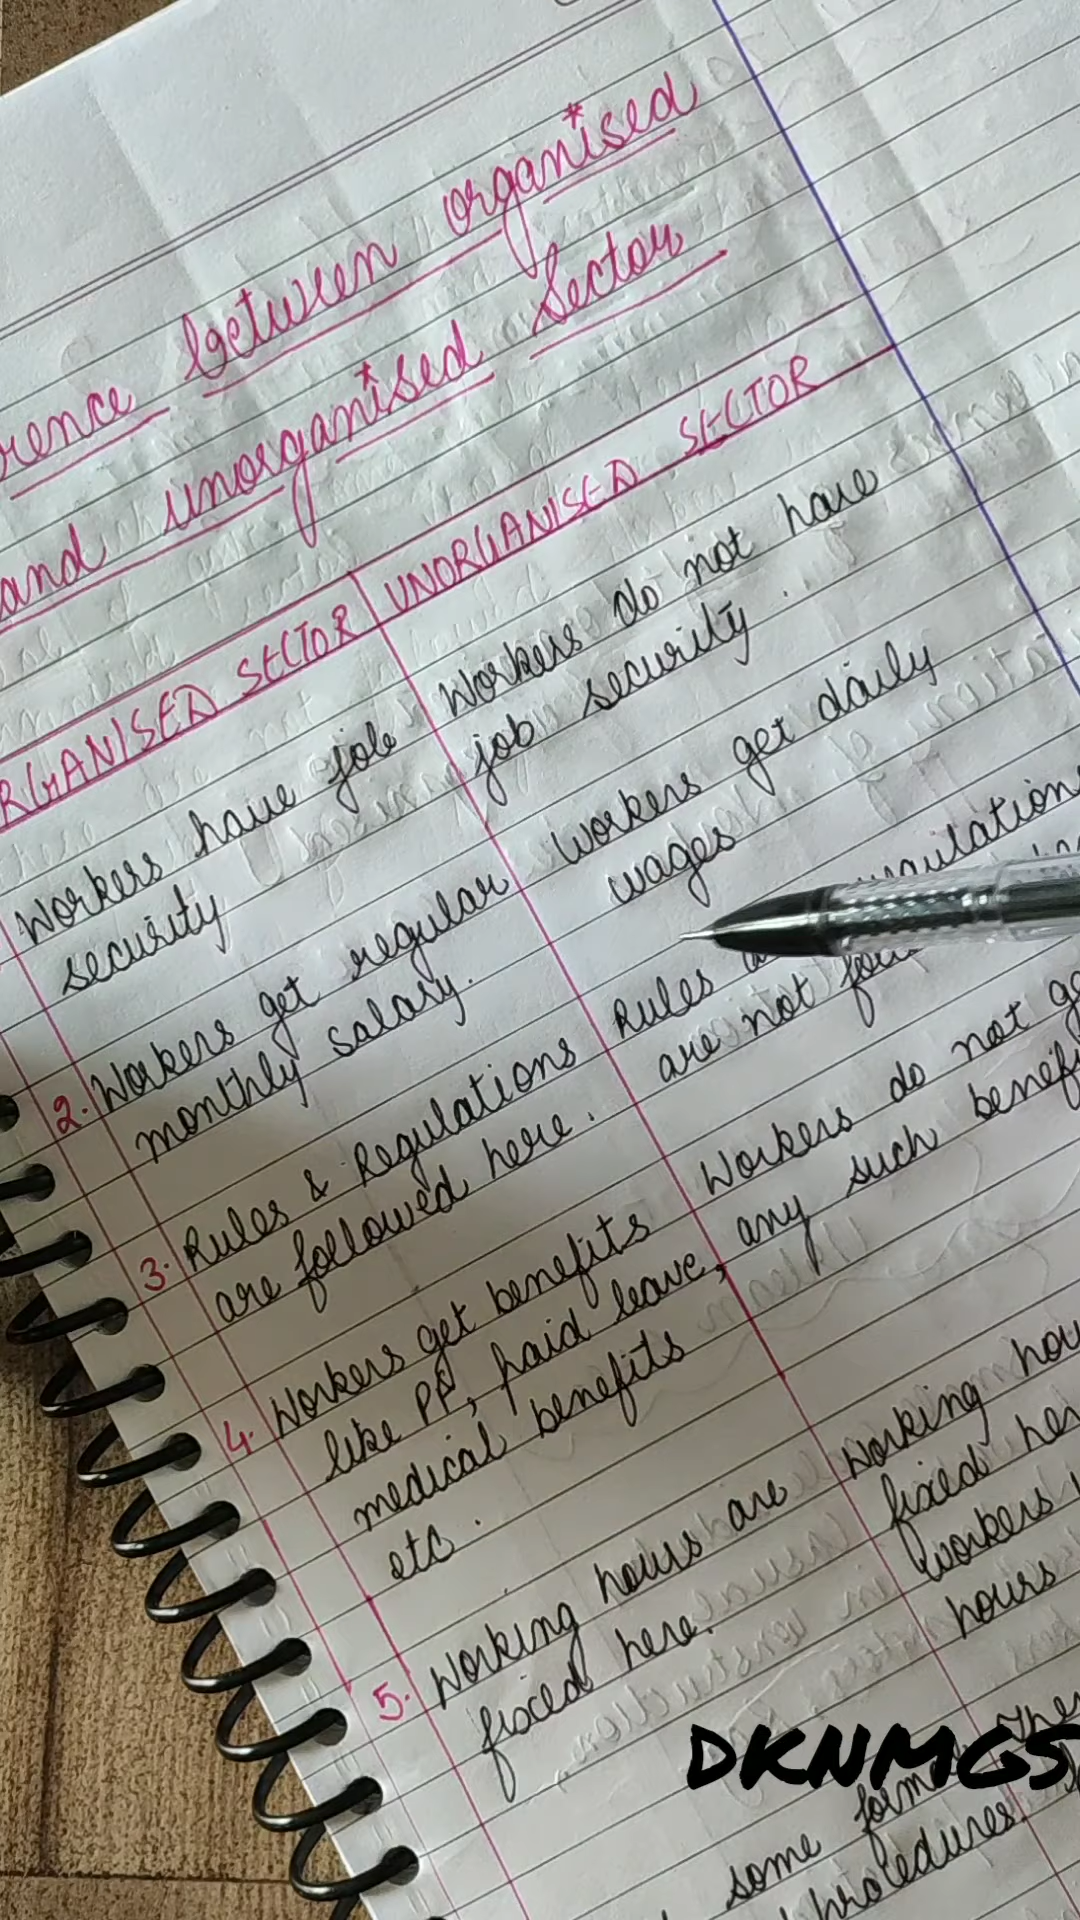 rence between organised
and unorganised Sector.
RGANISED SECTOR
UNORGANISED SECTOR
Workers have job
security
Workers do not have
job security.
2. Workers get regular
monthly salary.
Workers get daily
wages
3. Rules & Regulations
are followed here.
Rules
are not
4. Workers get benefits
like PF, paid leave,
medical benefits
etc.
Workers do not
any such
5. Working hours are
fixed here.
Working
fixed
workers
hours
some
procedures.
DKNMGS